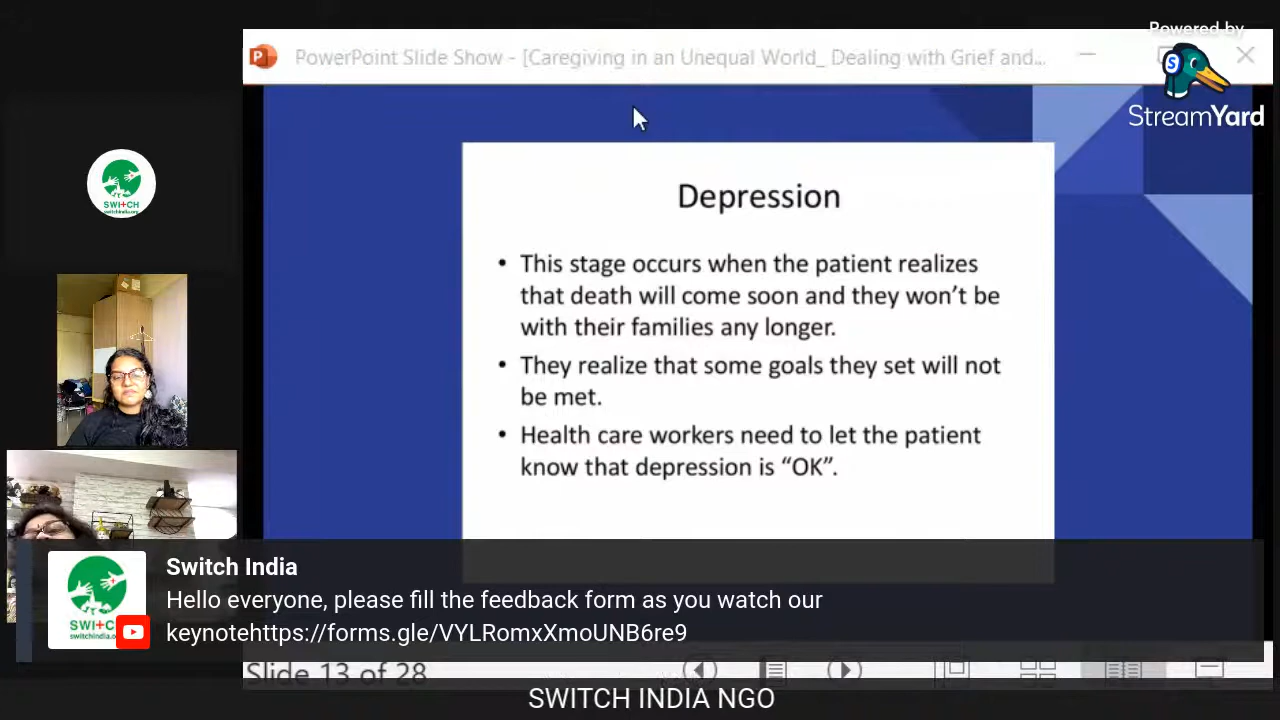 Powered by
StreamYard
PowerPoint Slide Show - [Caregiving in an Unequal World_ Dealing with Grief and...
Depression
• This stage occurs when the patient realizes
that death will come soon and they won’t be
with their families any longer.
• They realize that some goals they set will not
be met.
• Health care workers need to let the patient
know that depression is “OK”.
SWITCH
switchindia.org
Switch India
Hello everyone, please fill the feedback form as you watch our
keynotehttps://forms.gle/VYLRomxXmoUNB6re9
Slide 13 of 28
SWITCH INDIA NGO